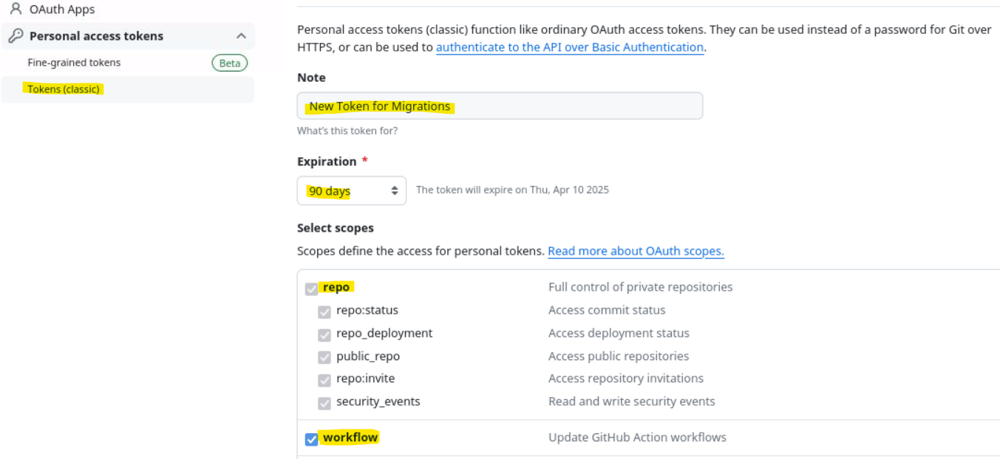 OAuth Apps
Personal access tokens
Fine-grained tokens Beta
Tokens (classic)
Personal access tokens (classic) function like ordinary OAuth access tokens. They can be used instead of a password for Git over
HTTPS, or can be used to authenticate to the API over Basic Authentication.
Note
New Token for Migrations
What's this token for?
Expiration *
90 days The token will expire on Thu, Apr 10 2025
Select scopes
Scopes define the access for personal tokens. Read more about OAuth scopes.
repo Full control of private repositories
repo:status Access commit status
repo_deployment Access deployment status
public_repo Access public repositories
repo:invite Access repository invitations
security_events Read and write security events
workflow Update GitHub Action workflows